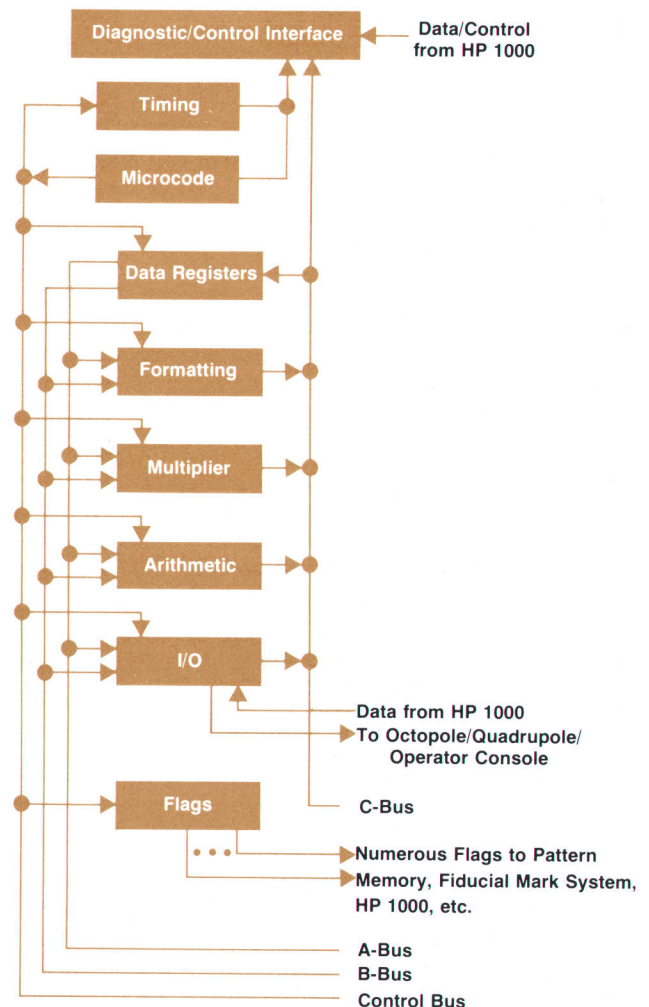 Diagnostic/Control Interface
Data/Control
from HP 1000
Timing
Microcode
Data Registers
Formatting
Multiplier
Arithmetic
I/O
Data from HP 1000
To Octopole/Quadrupole/
Operator Console
C-Bus
Flags
Numerous Flags to Pattern
Memory, Fiducial Mark System,
HP 1000, etc.
A-Bus
B-Bus
Control Bus